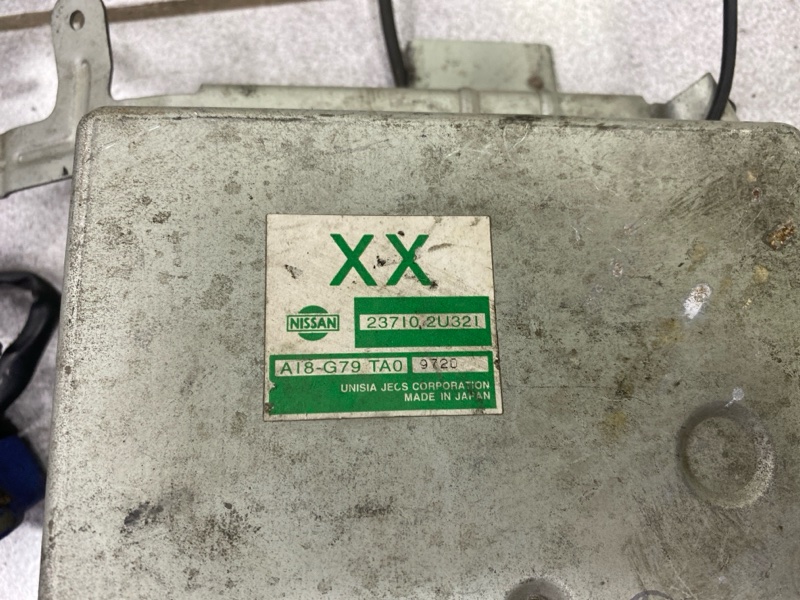 XX
NISSAN 23710 2U321
A18-G79 TA0 9720
UNISIA JECS CORPORATION
MADE IN JAPAN